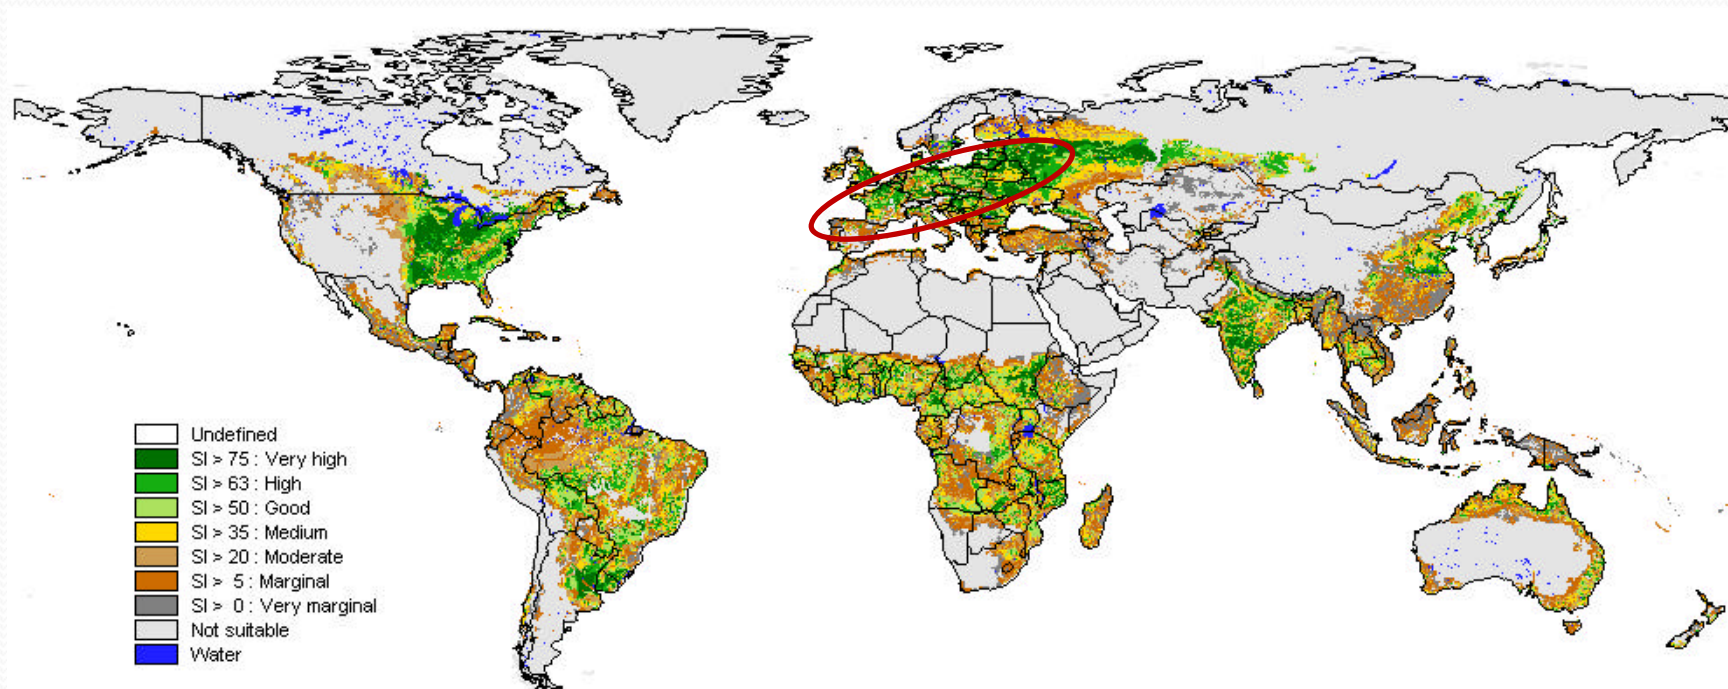 Undefined
SI > 75 : Very high
SI > 63 : High
SI > 50 : Good
SI > 35 : Medium
SI > 20 : Moderate
SI > 5 : Marginal
SI > 0 : Very marginal
Not suitable
Water